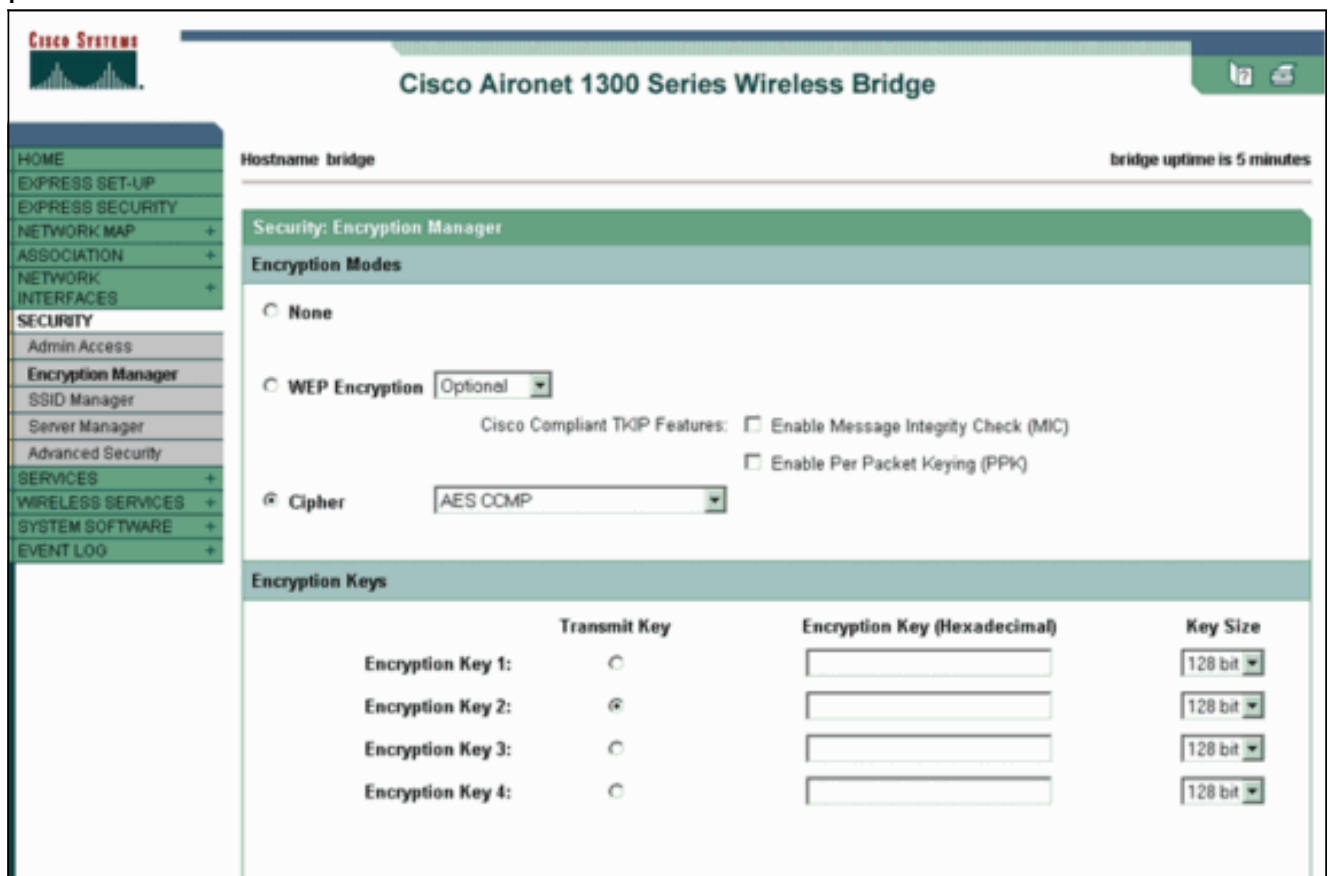 CISCO SYSTEMS
Cisco Aironet 1300 Series Wireless Bridge
HOME
EXPRESS SET-UP
EXPRESS SECURITY
NETWORK MAP +
ASSOCIATION +
NETWORK INTERFACES +
SECURITY
Admin Access
Encryption Manager
SSID Manager
Server Manager
Advanced Security
SERVICES +
WIRELESS SERVICES +
SYSTEM SOFTWARE +
EVENT LOG +
Hostname bridge
bridge uptime is 5 minutes
Security: Encryption Manager
Encryption Modes
None
WEP Encryption Optional
Cisco Compliant TKIP Features: Enable Message Integrity Check (MIC)
Enable Per Packet Keying (PPK)
Cipher AES CCMP
Encryption Keys
Transmit Key Encryption Key (Hexadecimal) Key Size
Encryption Key 1: 128 bit
Encryption Key 2: 128 bit
Encryption Key 3: 128 bit
Encryption Key 4: 128 bit